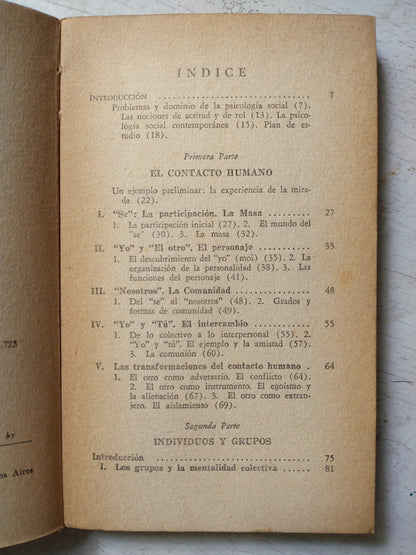 ÍNDICE
INTRODUCCIÓN ............ 7
Problemas y dominio de la psicología social (7).
Las nociones de actitud y de rol (13). La psico-
logía social contemporánea (15). Plan de es-
tudio (18).
Primera Parte
EL CONTACTO HUMANO
Un ejemplo preliminar: la experiencia de la mira-
da (22).
I. "Se": La participación. La Masa ......... 27
1. La participación inicial (27). 2. El mundo del
"se" (30). 3. La masa (32).
II. "Yo" y "El otro". El personaje ......... 35
1. El descubrimiento del "yo" (moi) (35). 2. La
organización de la personalidad (38). 3. Las
funciones del personaje (41).
III. "Nosotros". La Comunidad ......... 48
1. Del "se" al "nosotros" (48). 2. Grados y
formas de comunidad (49).
IV. "Yo" y "Tú". El intercambio ......... 55
1. De lo colectivo a lo interpersonal (55). 2.
"Yo" y "tú". El ejemplo y la amistad (57).
3. La comunión (60).
V. Las transformaciones del contacto humano . 64
1. El otro como adversario. El conflicto (64).
2. El otro como instrumento. El egoísmo y
la alienación (67). 3. El otro como extran-
jero. El aislamiento (69).
Segunda Parte
INDIVIDUOS Y GRUPOS
Introducción ............ 75
I. Los grupos y la mentalidad colectiva ...... 81
.723
os Aires